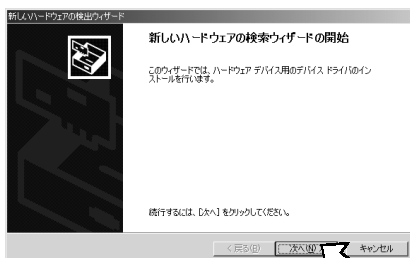 新しいハードウェアの検出ウィザード
新しいハードウェアの検索ウィザードの開始
このウィザードでは、ハードウェア デバイス用のデバイス ドライバのイン
ストールを行います。
続行するには、[次へ] をクリックしてください。
< 戻る(B)
次へ(N)
キャンセル